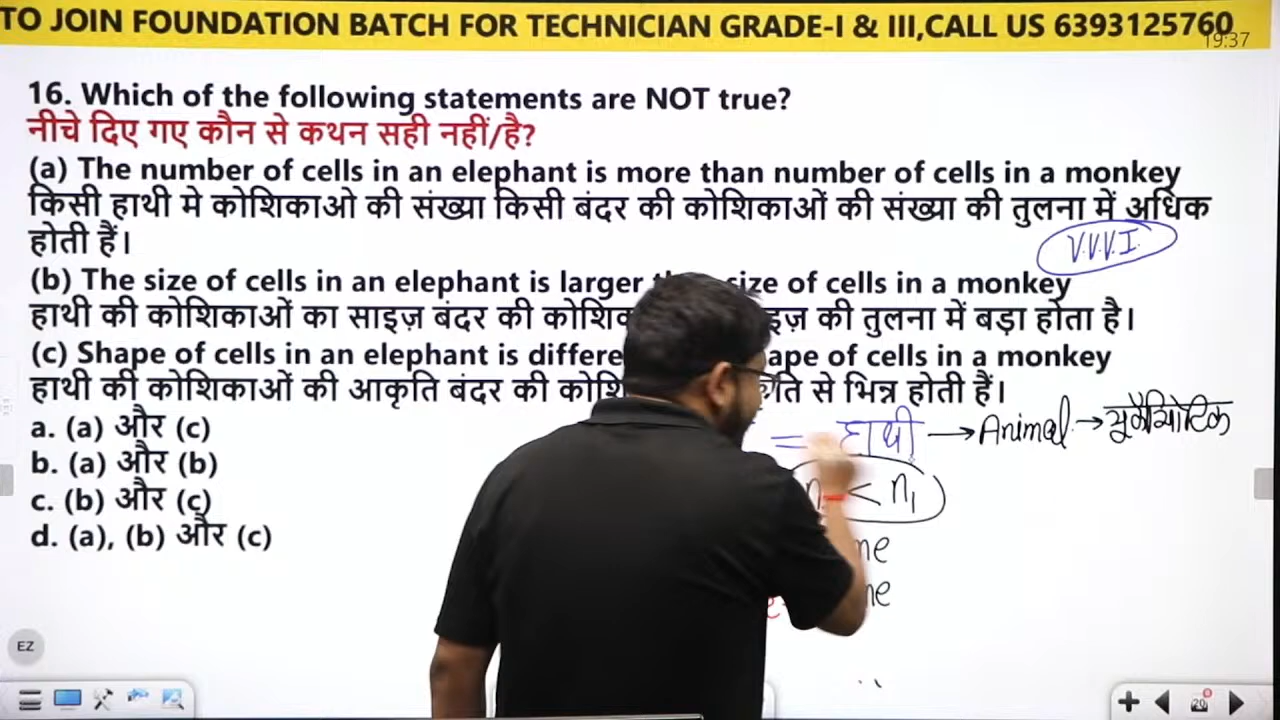 TO JOIN FOUNDATION BATCH FOR TECHNICIAN GRADE-I & III,CALL US 6393125760
19:37
16. Which of the following statements are NOT true?
नीचे दिए गए कौन से कथन सही नहीं/है?
(a) The number of cells in an elephant is more than number of cells in a monkey
किसी हाथी मे कोशिकाओ की संख्या किसी बंदर की कोशिकाओं की संख्या की तुलना में अधिक
होती हैं।
V.V.V.I.
(b) The size of cells in an elephant is larger size of cells in a monkey
हाथी की कोशिकाओं का साइज़ बंदर की की तुलना में बड़ा होता है।
(c) Shape of cells in an elephant is of cells in a monkey
हाथी की कोशिकाओं की आकृति बंदर की से भिन्न होती हैं।
a. (a) और (c)
= हाथी → Animal → यूकैरियोटिक
b. (a) और (b)
c. (b) और (c)
< n₁
d. (a), (b) और (c)
EZ
20